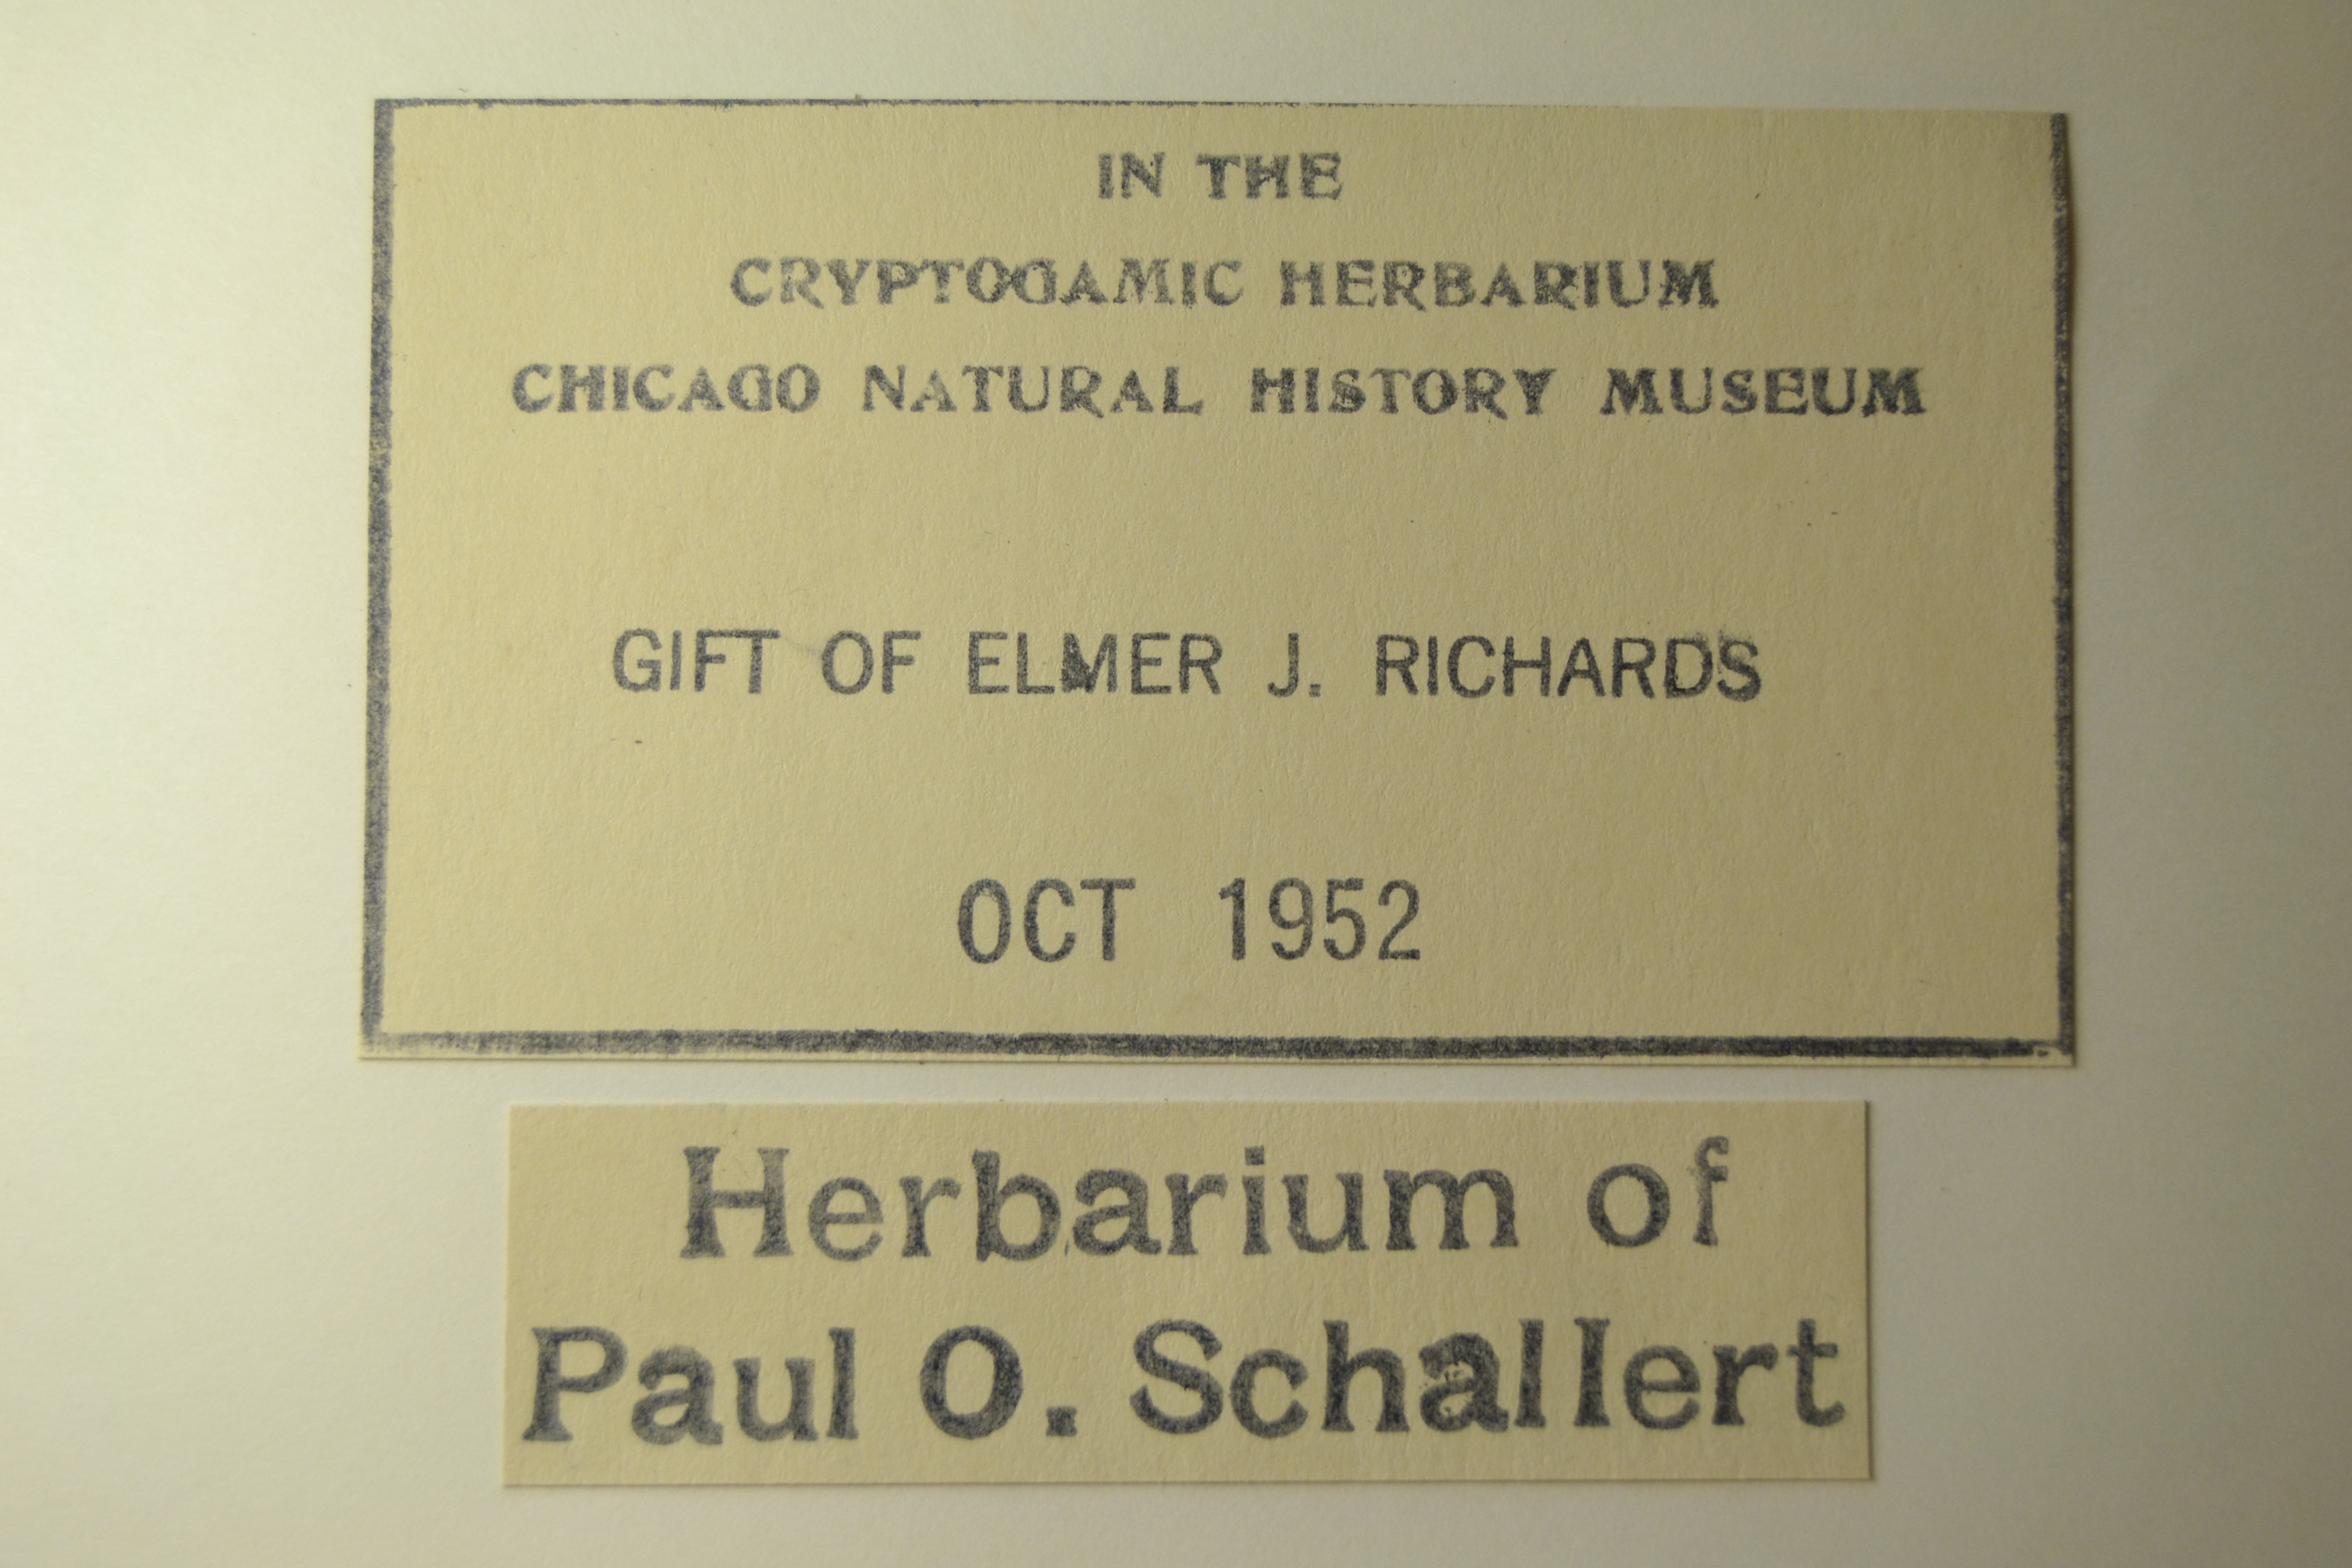 IN THE
CRYPTOGAMIC HERBARIUM
CHICAGO NATURAL HISTORY MUSEUM
GIFT OF ELMER J. RICHARDS
OCT 1952
Herbarium of
Paul O. Schallert